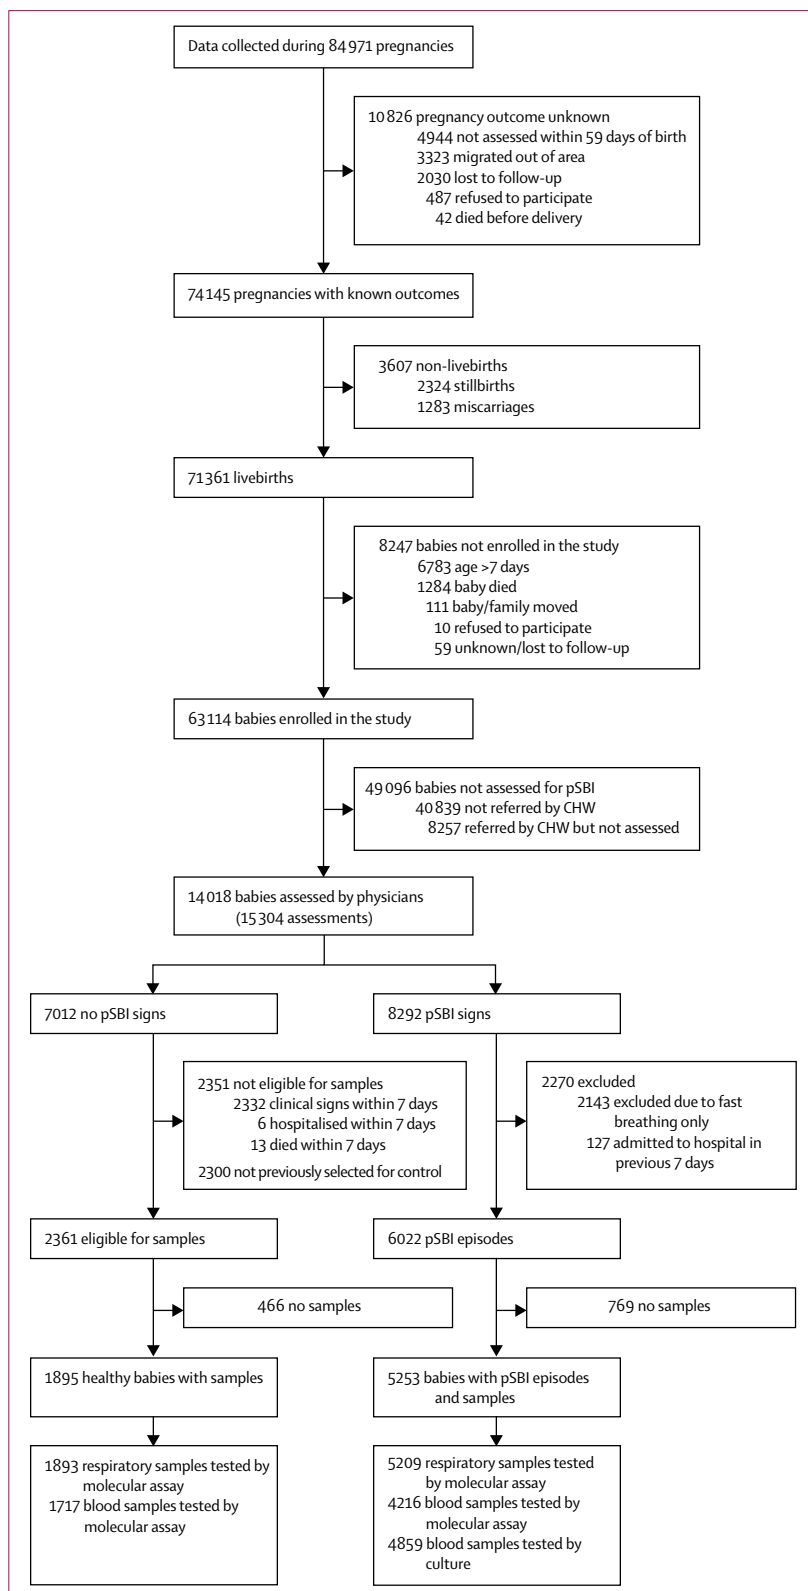 Data collected during 84 971 pregnancies
10 826 pregnancy outcome unknown
4944 not assessed within 59 days of birth
3323 migrated out of area
2030 lost to follow-up
487 refused to participate
42 died before delivery
74 145 pregnancies with known outcomes
3607 non-livebirths
2324 stillbirths
1283 miscarriages
71 361 livebirths
8247 babies not enrolled in the study
6783 age >7 days
1284 baby died
111 baby/family moved
10 refused to participate
59 unknown/lost to follow-up
63 114 babies enrolled in the study
49 096 babies not assessed for pSBI
40 839 not referred by CHW
8257 referred by CHW but not assessed
14 018 babies assessed by physicians
(15 304 assessments)
7012 no pSBI signs
8292 pSBI signs
2351 not eligible for samples
2332 clinical signs within 7 days
6 hospitalised within 7 days
13 died within 7 days
2300 not previously selected for control
2270 excluded
2143 excluded due to fast
breathing only
127 admitted to hospital in
previous 7 days
2361 eligible for samples
6022 pSBI episodes
466 no samples
769 no samples
1895 healthy babies with samples
5253 babies with pSBI episodes
and samples
1893 respiratory samples tested by
molecular assay
1717 blood samples tested by
molecular assay
5209 respiratory samples tested
by molecular assay
4216 blood samples tested by
molecular assay
4859 blood samples tested by
culture